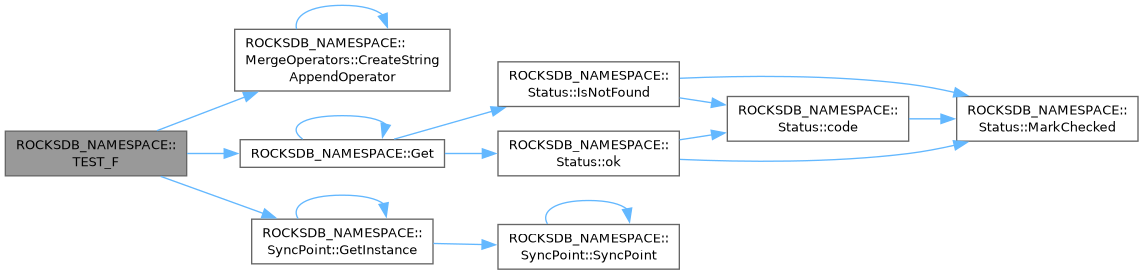 ROCKSDB_NAMESPACE::
TEST_F
ROCKSDB_NAMESPACE::
MergeOperators::CreateString
AppendOperator
ROCKSDB_NAMESPACE::Get
ROCKSDB_NAMESPACE::
SyncPoint::GetInstance
ROCKSDB_NAMESPACE::
Status::IsNotFound
ROCKSDB_NAMESPACE::
Status::ok
ROCKSDB_NAMESPACE::
SyncPoint::SyncPoint
ROCKSDB_NAMESPACE::
Status::code
ROCKSDB_NAMESPACE::
Status::MarkChecked